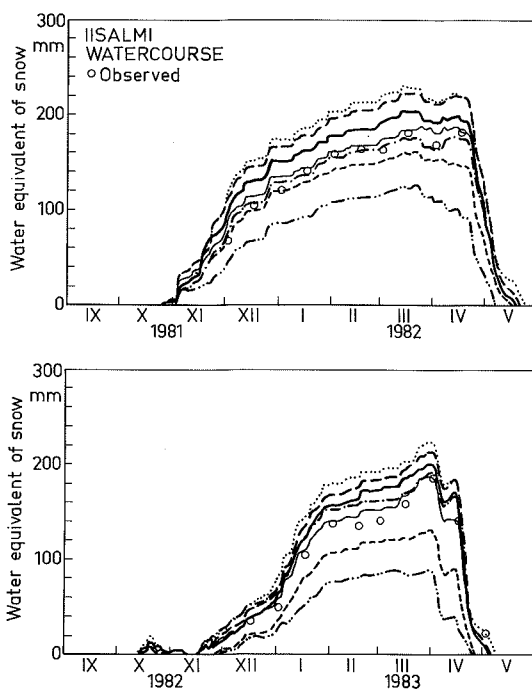 300
mm
IISALMI
WATERCOURSE
o Observed
200
100
0
Water equivalent of snow
IX X XI XII I II III IV V
1981 1982
300
mm
200
100
0
Water equivalent of snow
IX X XI XII I II III IV V
1982 1983